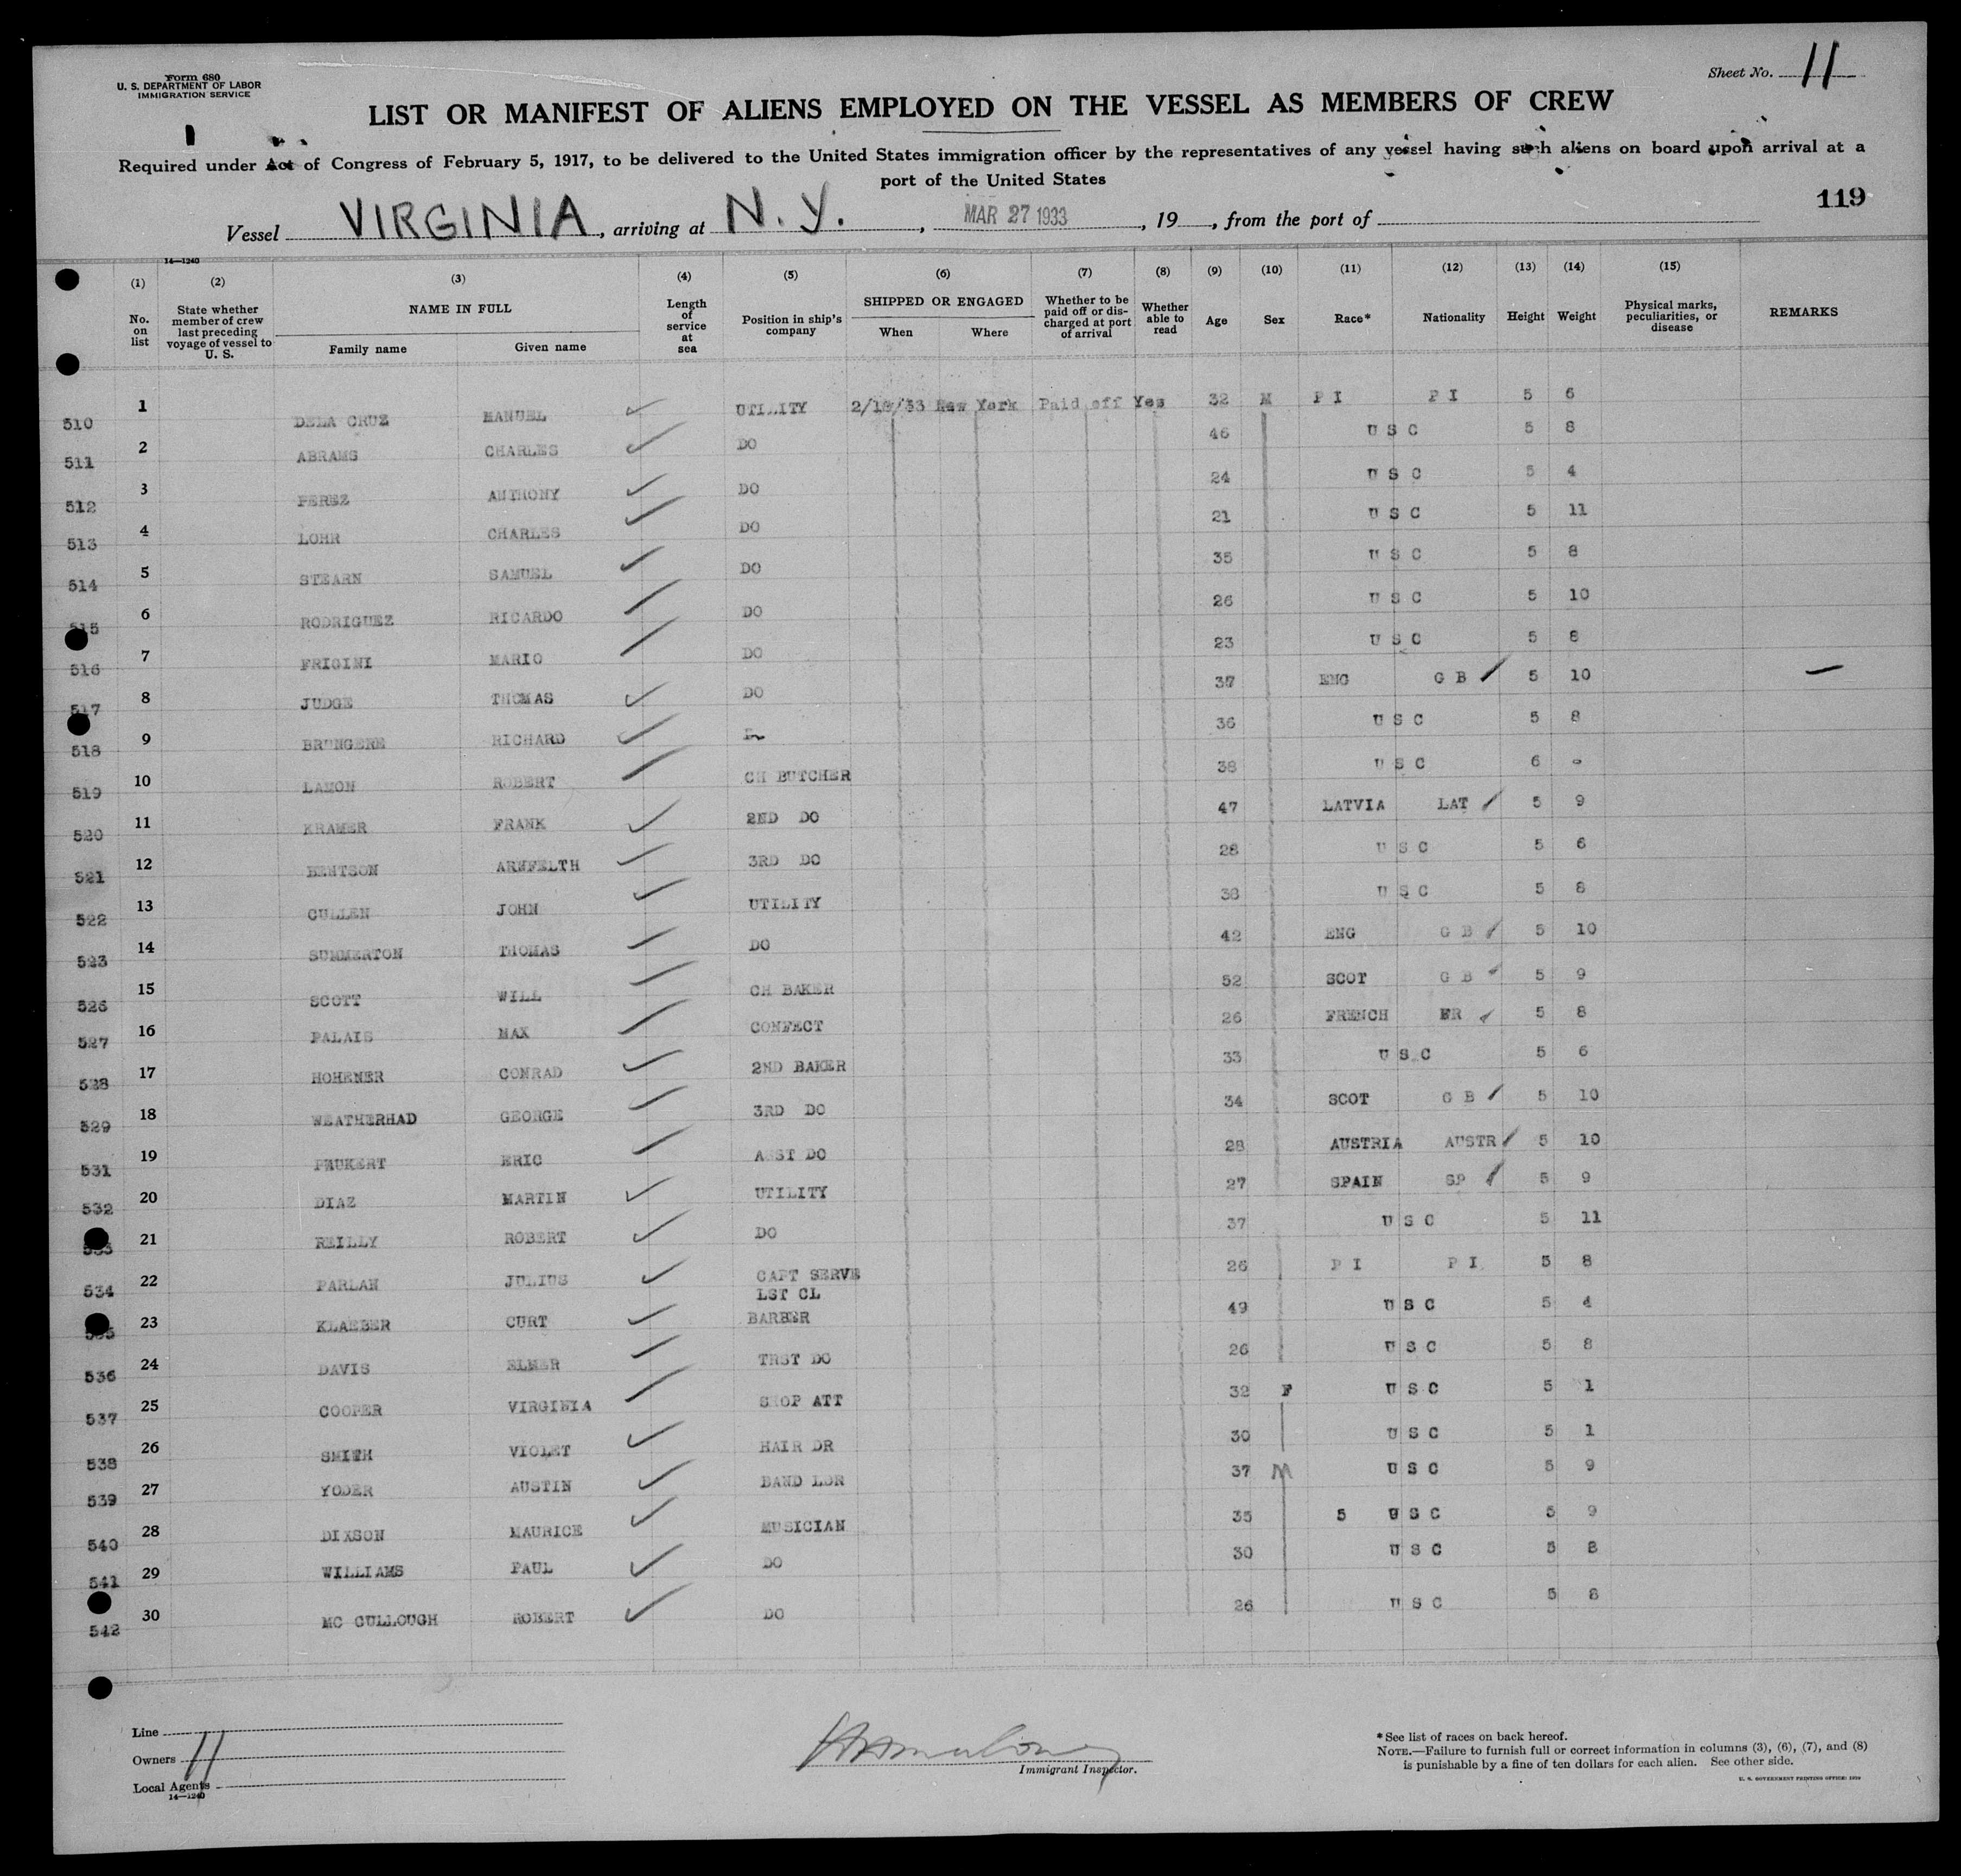 Form 680
U. S. DEPARTMENT OF LABOR
IMMIGRATION SERVICE
Sheet No. 11
LIST OR MANIFEST OF ALIENS EMPLOYED ON THE VESSEL AS MEMBERS OF CREW
Required under Act of Congress of February 5, 1917, to be delivered to the United States immigration officer by the representatives of any vessel having such aliens on board upon arrival at a
port of the United States
119
Vessel VIRGINIA, arriving at N. Y., MAR 27 1933, 19, from the port of
14—1240
(1) (2) (3) (4) (5) (6) (7) (8) (9) (10) (11) (12) (13) (14) (15)
No. on list State whether member of crew last preceding voyage of vessel to U. S. NAME IN FULL Family name Given name Length of service at sea Position in ship's company SHIPPED OR ENGAGED When Where Whether to be paid off or discharged at port of arrival Whether able to read Age Sex Race* Nationality Height Weight Physical marks, peculiarities, or disease REMARKS
510 1 DELA CRUZ MANUEL UTILITY New York Paid off Yes 32 M P I P I 5 6
511 2 ABRAMS CHARLES DO 46 U S C 5 8
512 3 PEREZ ANTHONY DO 24 U S C 5 4
513 4 LOHR CHARLES DO 21 U S C 5 11
514 5 STEARN SAMUEL DO 35 U S C 5 8
515 6 RODRIGUEZ RICARDO DO 26 U S C 5 10
516 7 FRIGINI MARIO DO 23 U S C 5 8
517 8 JUDGE THOMAS DO 37 ENG G B 5 10
518 9 RICHARD 36 U S C 5 8
519 10 LAMON ROBERT CH BUTCHER 38 U S C 6
520 11 KRAMER FRANK 2ND DO 47 LATVIA LAT 5 9
521 12 BENTSON ARNFELTH 3RD DO 28 U S C 5 6
522 13 CULLEN JOHN UTILITY 38 U S C 5 8
523 14 SUMMERTON THOMAS DO 42 ENG G B 5 10
526 15 SCOTT WILL CH BAKER 52 SCOT G B 5 9
527 16 PALAIS MAX CONFECT 26 FRENCH FR 5 8
528 17 HOHENER CONRAD 2ND BAKER 33 U S C 5 6
529 18 WEATHERHAD GEORGE 3RD DO 34 SCOT G B 5 10
531 19 PAUKERT ERIC ASST DO 28 AUSTRIA AUSTR 5 10
532 20 DIAZ MARTIN UTILITY 27 SPAIN SP 5 9
533 21 REILLY ROBERT DO 37 U S C 5 11
534 22 PARLAN JULIUS CAPT SERVE 26 P I P I 5 8
LST CL
535 23 KLAEBER CURT BARBER 49 U S C 5 4
536 24 DAVIS ELMER TRST DO 26 U S C 5 8
537 25 COOPER VIRGINIA SHOP ATT 32 F U S C 5 1
538 26 SMITH VIOLET HAIR DR 30 U S C 5 1
539 27 YODER AUSTIN BAND LDR 37 M U S C 5 9
540 28 DIXSON MAURICE MUSICIAN 35 5 U S C 5 9
541 29 WILLIAMS PAUL DO 30 U S C 5 8
542 30 MC CULLOUGH ROBERT DO 26 U S C 5 8
Line
Owners 11
Local Agents
14—1240
Immigrant Inspector.
* See list of races on back hereof.
NOTE.—Failure to furnish full or correct information in columns (3), (6), (7), and (8)
is punishable by a fine of ten dollars for each alien. See other side.